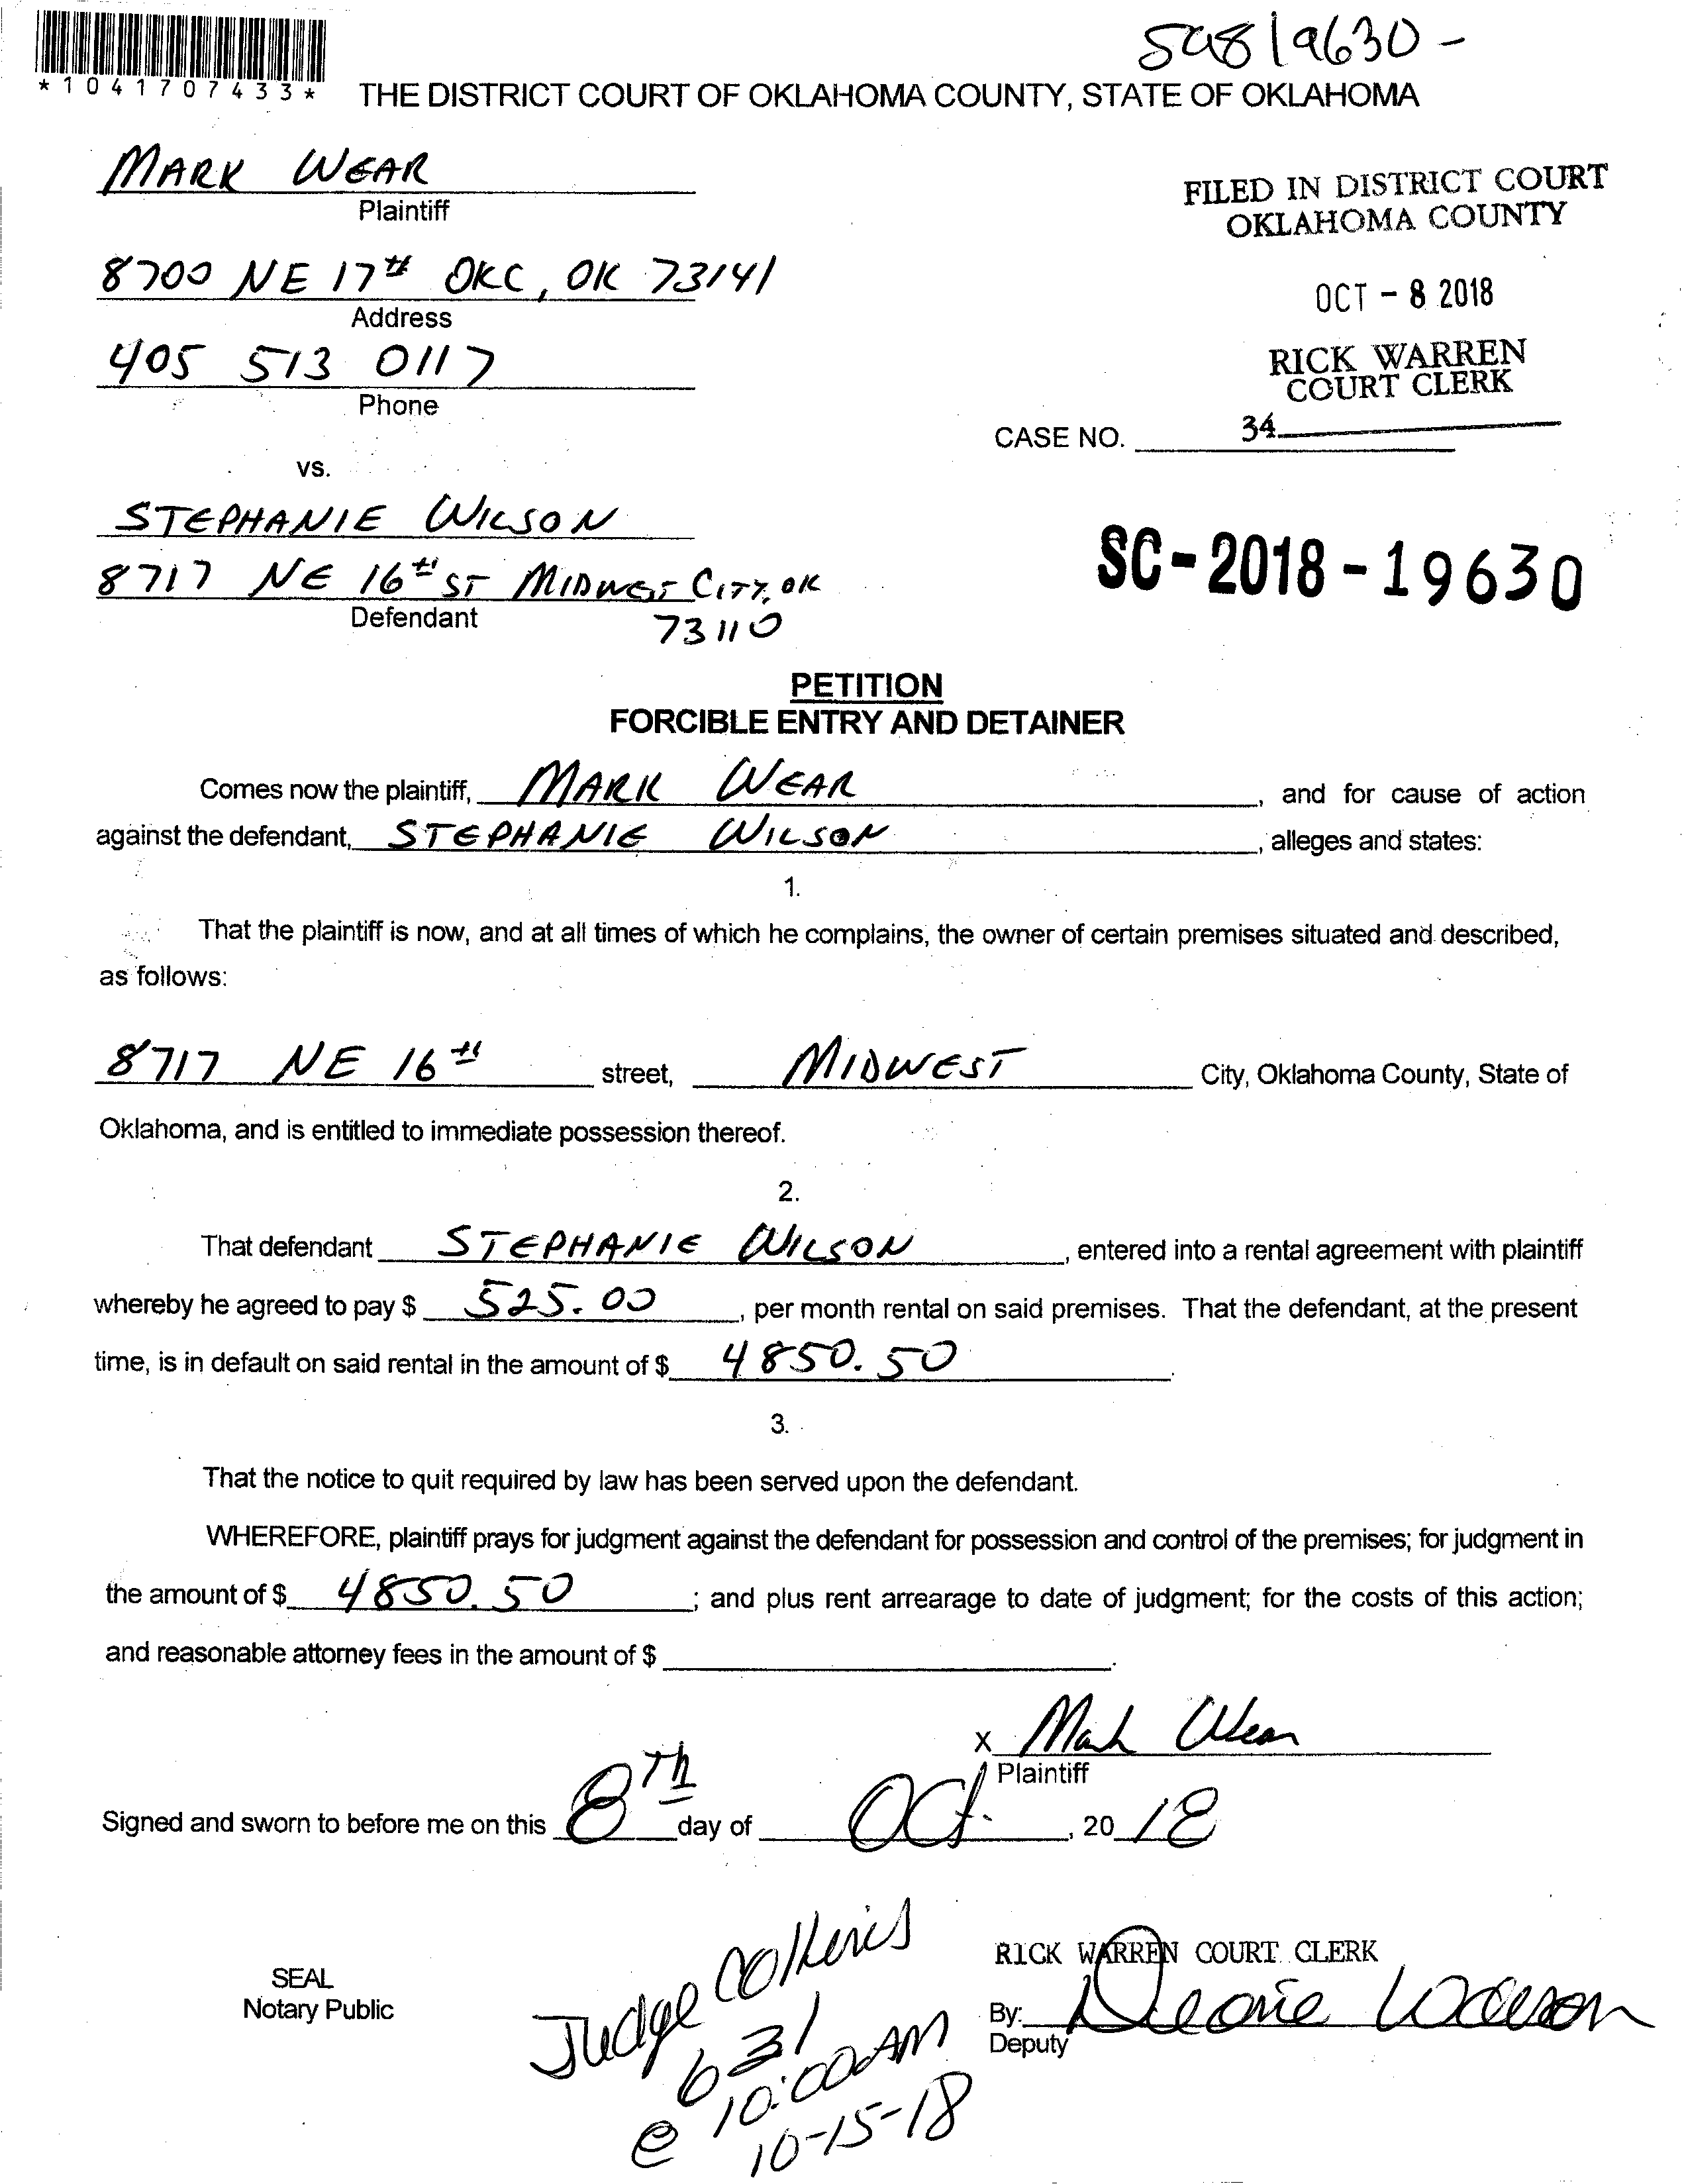 SC18 19630-
*1041707433*
THE DISTRICT COURT OF OKLAHOMA COUNTY, STATE OF OKLAHOMA
MARK WEAR
Plaintiff
FILED IN DISTRICT COURT
OKLAHOMA COUNTY
8700 NE 17th OKC, OK 73141
Address
OCT - 8 2018
405 513 0117
Phone
RICK WARREN
COURT CLERK
CASE NO.
34
vs.
STEPHANIE WILSON
8717 NE 16th ST MIDWEST CITY, OK
Defendant
73110
SC-2018-19630
PETITION
FORCIBLE ENTRY AND DETAINER
Comes now the plaintiff, MARK WEAR, and for cause of action
against the defendant, STEPHANIE WILSON, alleges and states:
1.
That the plaintiff is now, and at all times of which he complains, the owner of certain premises situated and described,
as follows:
8717 NE 16th street, MIDWEST City, Oklahoma County, State of
Oklahoma, and is entitled to immediate possession thereof.
2.
That defendant STEPHANIE WILSON, entered into a rental agreement with plaintiff
whereby he agreed to pay $ 525.00, per month rental on said premises. That the defendant, at the present
time, is in default on said rental in the amount of $ 4850.50.
3.
That the notice to quit required by law has been served upon the defendant.
WHEREFORE, plaintiff prays for judgment against the defendant for possession and control of the premises; for judgment in
the amount of $ 4850.50; and plus rent arrearage to date of judgment; for the costs of this action;
and reasonable attorney fees in the amount of $ .
x Mark Wear
Plaintiff
Signed and sworn to before me on this 8Th day of Oct., 2018
SEAL
Notary Public
Judge Collins
631
@ 10:00 AM
10-15-18
RICK WARREN COURT CLERK
By:
Deputy